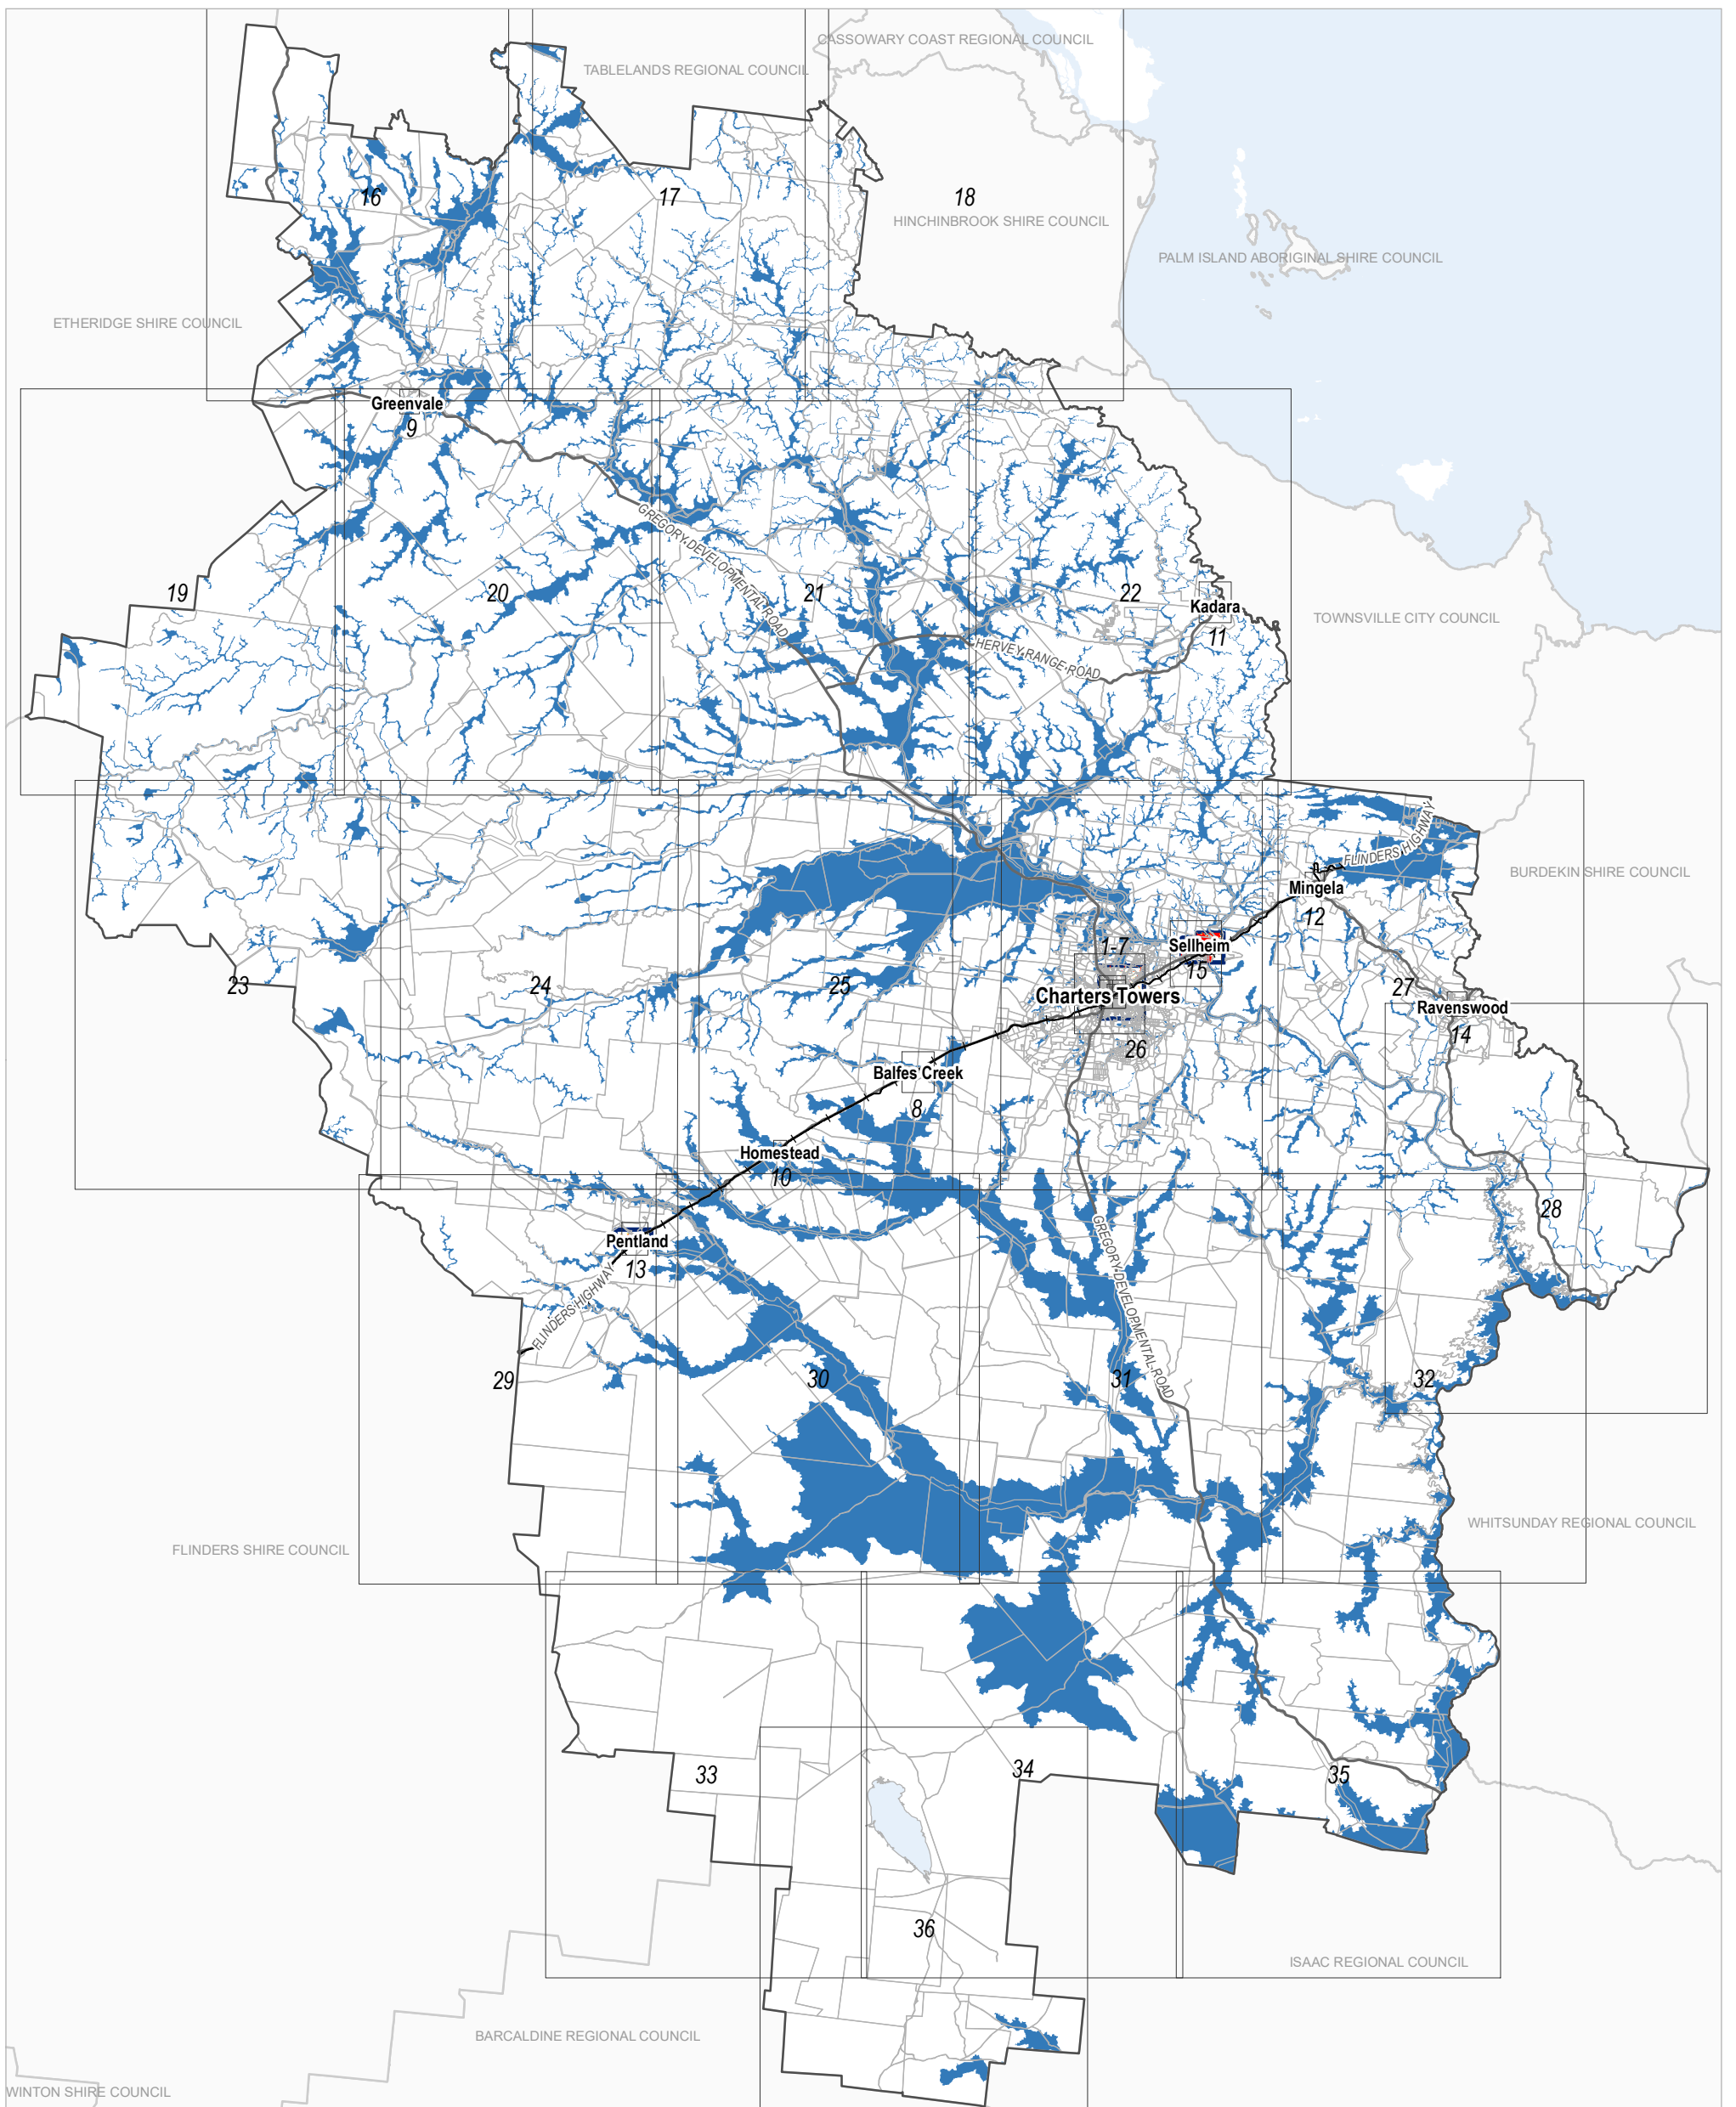 CASSOWARY COAST REGIONAL COUNCIL
TABLELANDS REGIONAL COUNCIL
16
17
18
HINCHINBROOK SHIRE COUNCIL
PALM ISLAND ABORIGINAL SHIRE COUNCIL
ETHERIDGE SHIRE COUNCIL
Greenvale
9
GREGORY DEVELOPMENTAL ROAD
19
20
21
22
Kadara
11
TOWNSVILLE CITY COUNCIL
HERVEY RANGE ROAD
FLINDERS HIGHWAY
BURDEKIN SHIRE COUNCIL
Mingela
12
1-7
Sellheim
15
23
24
25
27
Charters Towers
Ravenswood
14
26
Balfes Creek
8
Homestead
10
28
Pentland
13
GREGORY DEVELOPMENTAL ROAD
FLINDERS HIGHWAY
29
30
31
32
WHITSUNDAY REGIONAL COUNCIL
FLINDERS SHIRE COUNCIL
33
34
35
36
ISAAC REGIONAL COUNCIL
BARCALDINE REGIONAL COUNCIL
WINTON SHIRE COUNCIL